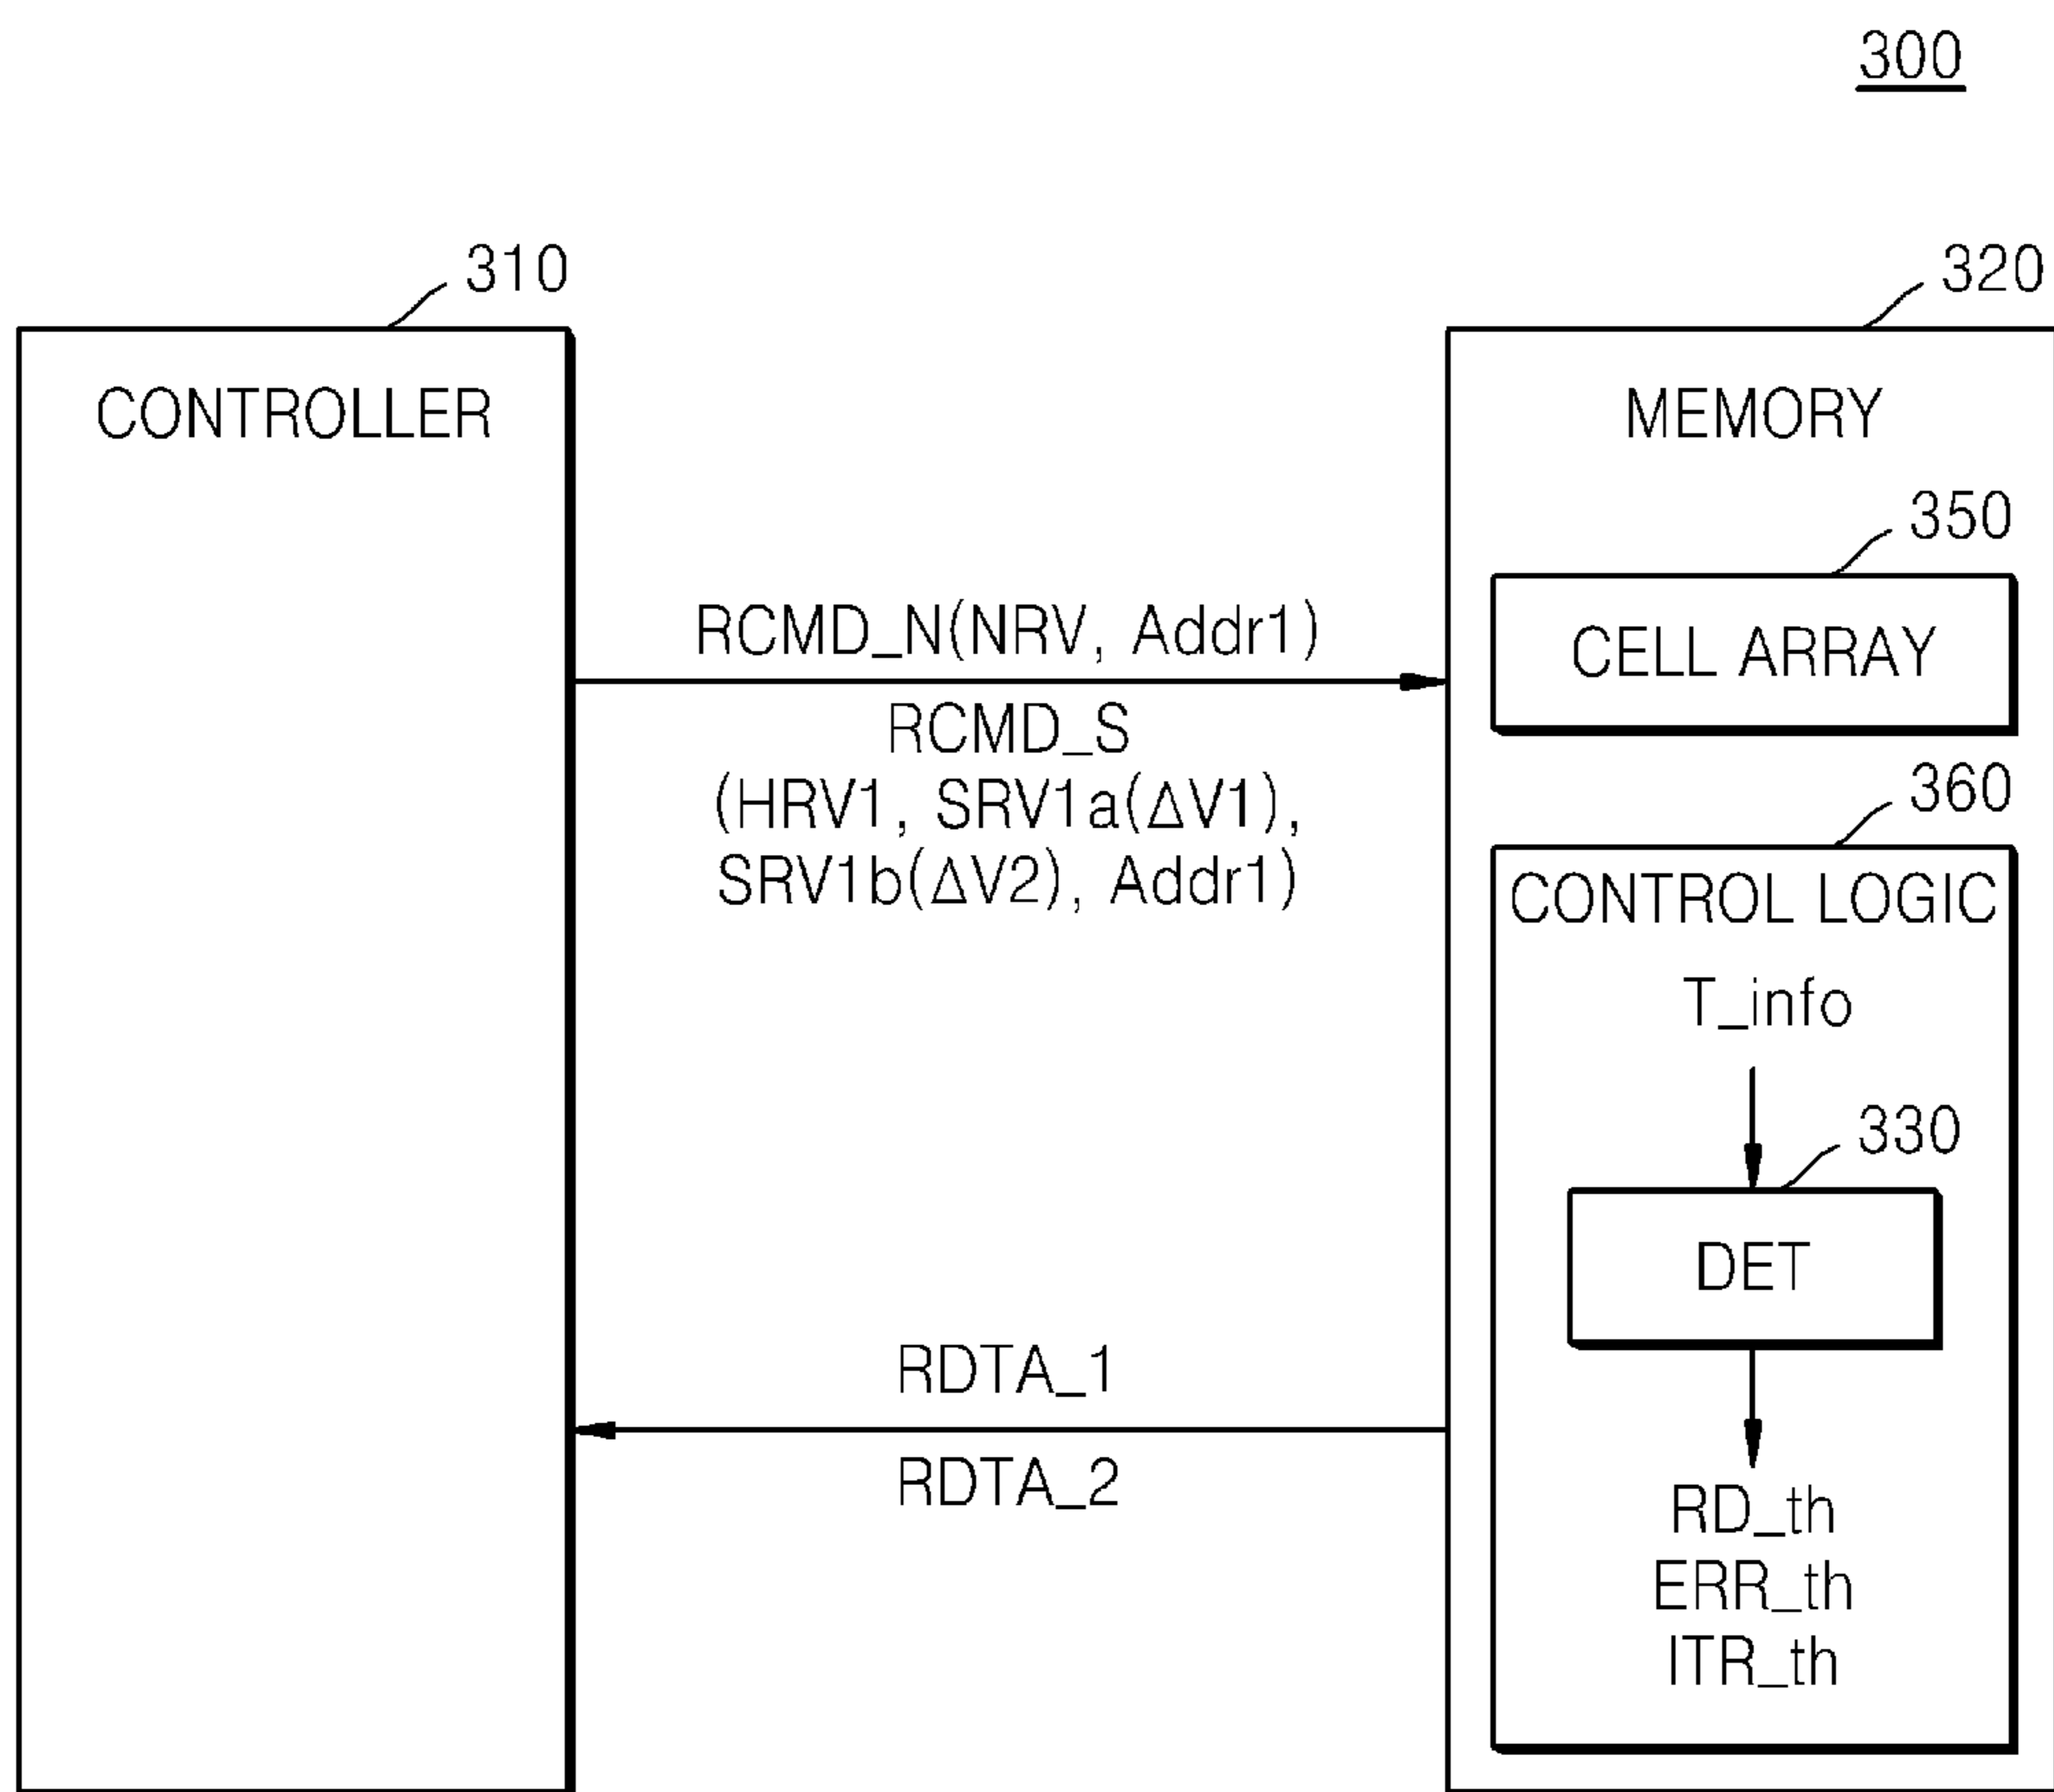 300
310
320
CONTROLLER
MEMORY
350
CELL ARRAY
RCMD_N(NRV, Addr1)
RCMD_S
(HRV1, SRV1a(ΔV1),
SRV1b(ΔV2), Addr1)
360
CONTROL LOGIC
T_info
330
DET
RDTA_1
RDTA_2
RD_th
ERR_th
ITR_th